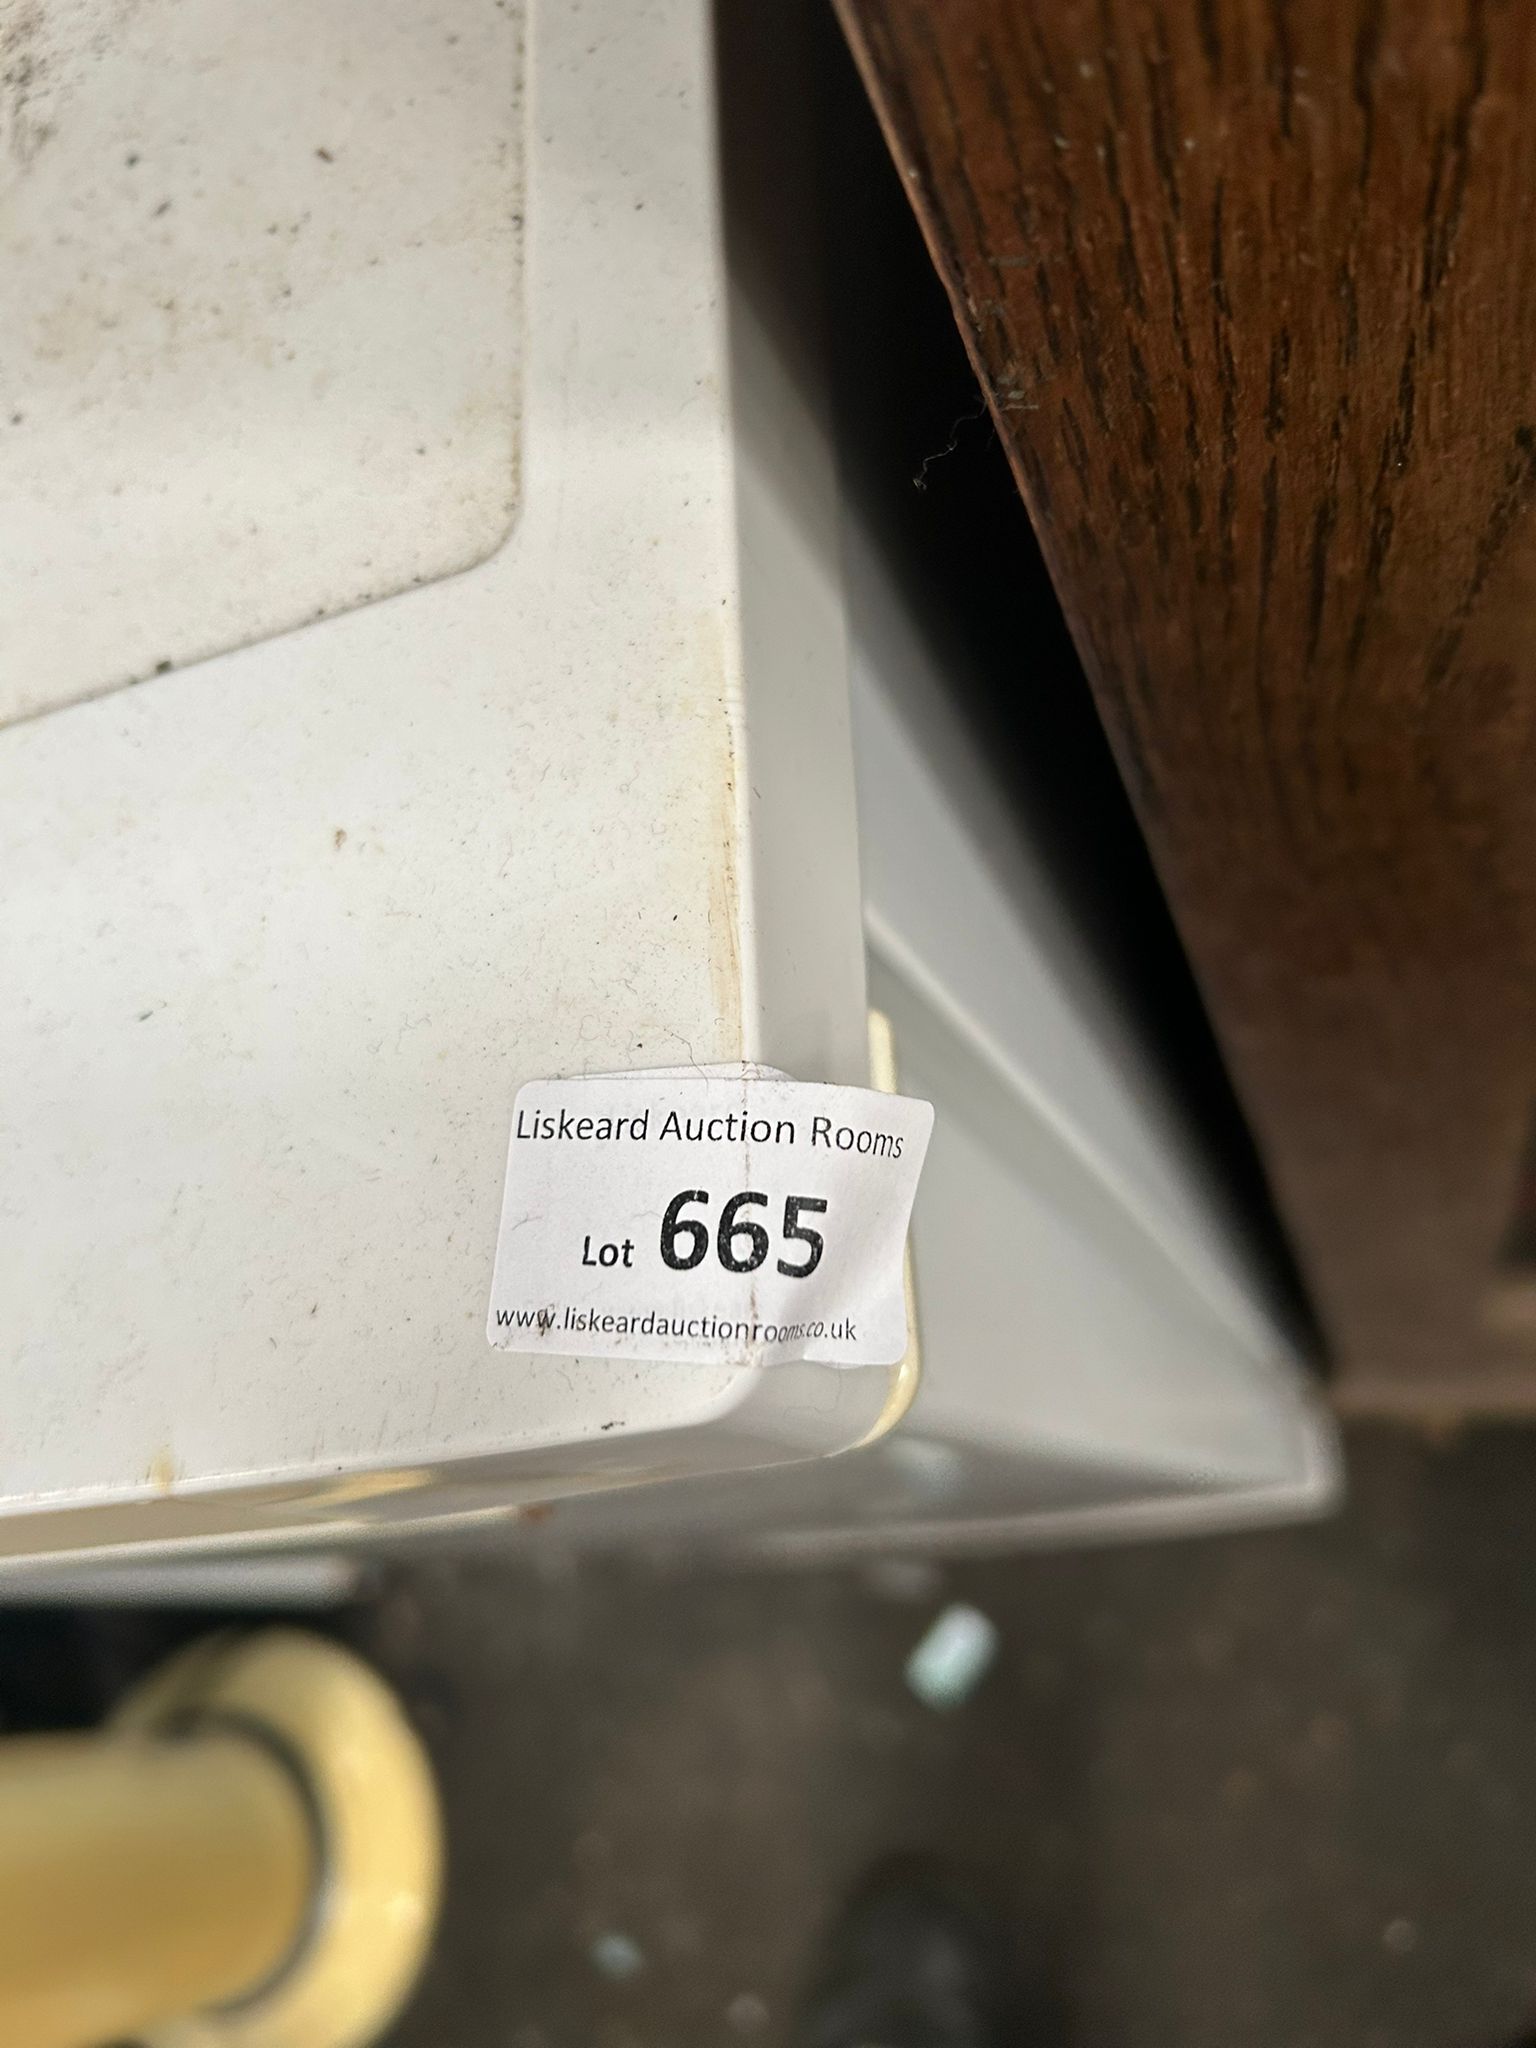 Liskeard Auction Rooms
Lot 665
www.liskeardauctionrooms.co.uk